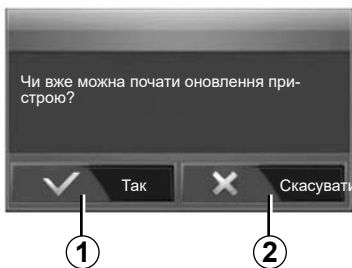 Чи вже можна почати оновлення при-
строю?
Так
Скасувати
1
2